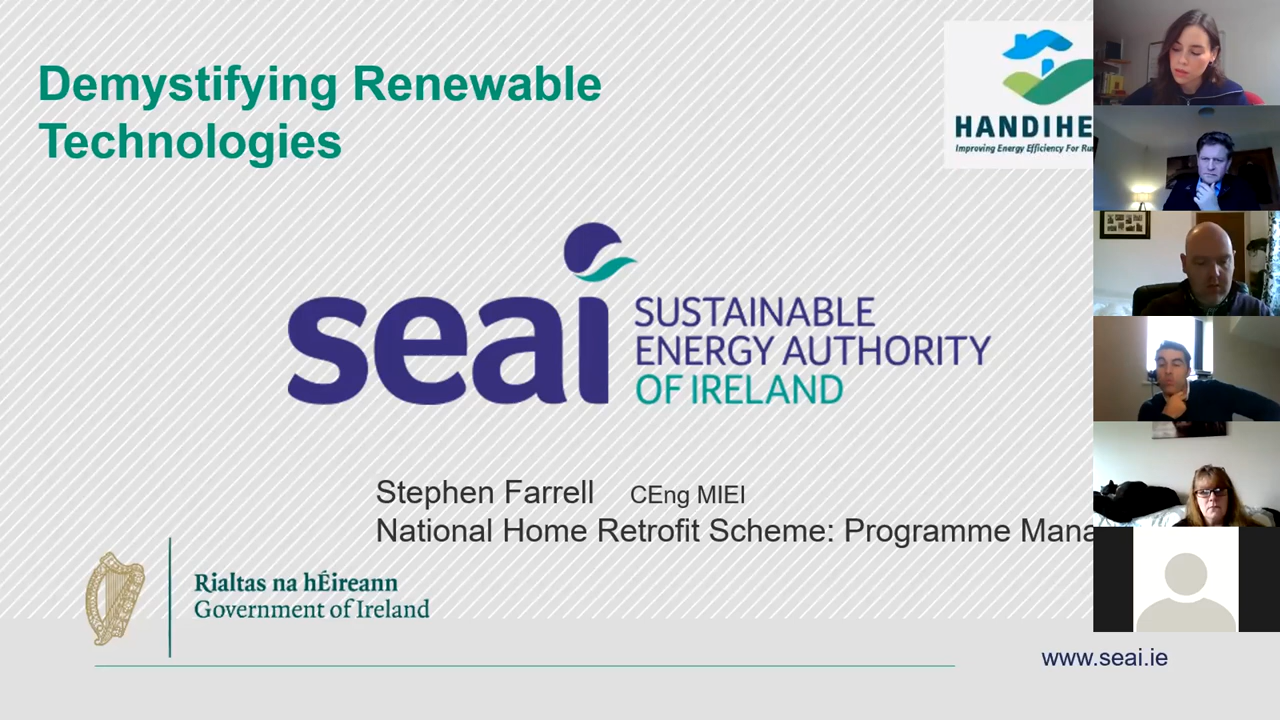 Demystifying Renewable
Technologies
HANDIHE
Improving Energy Efficiency For Ru
seai
SUSTAINABLE
ENERGY AUTHORITY
OF IRELAND
Stephen Farrell CEng MIEI
National Home Retrofit Scheme: Programme Mana
Rialtas na hÉireann
Government of Ireland
www.seai.ie